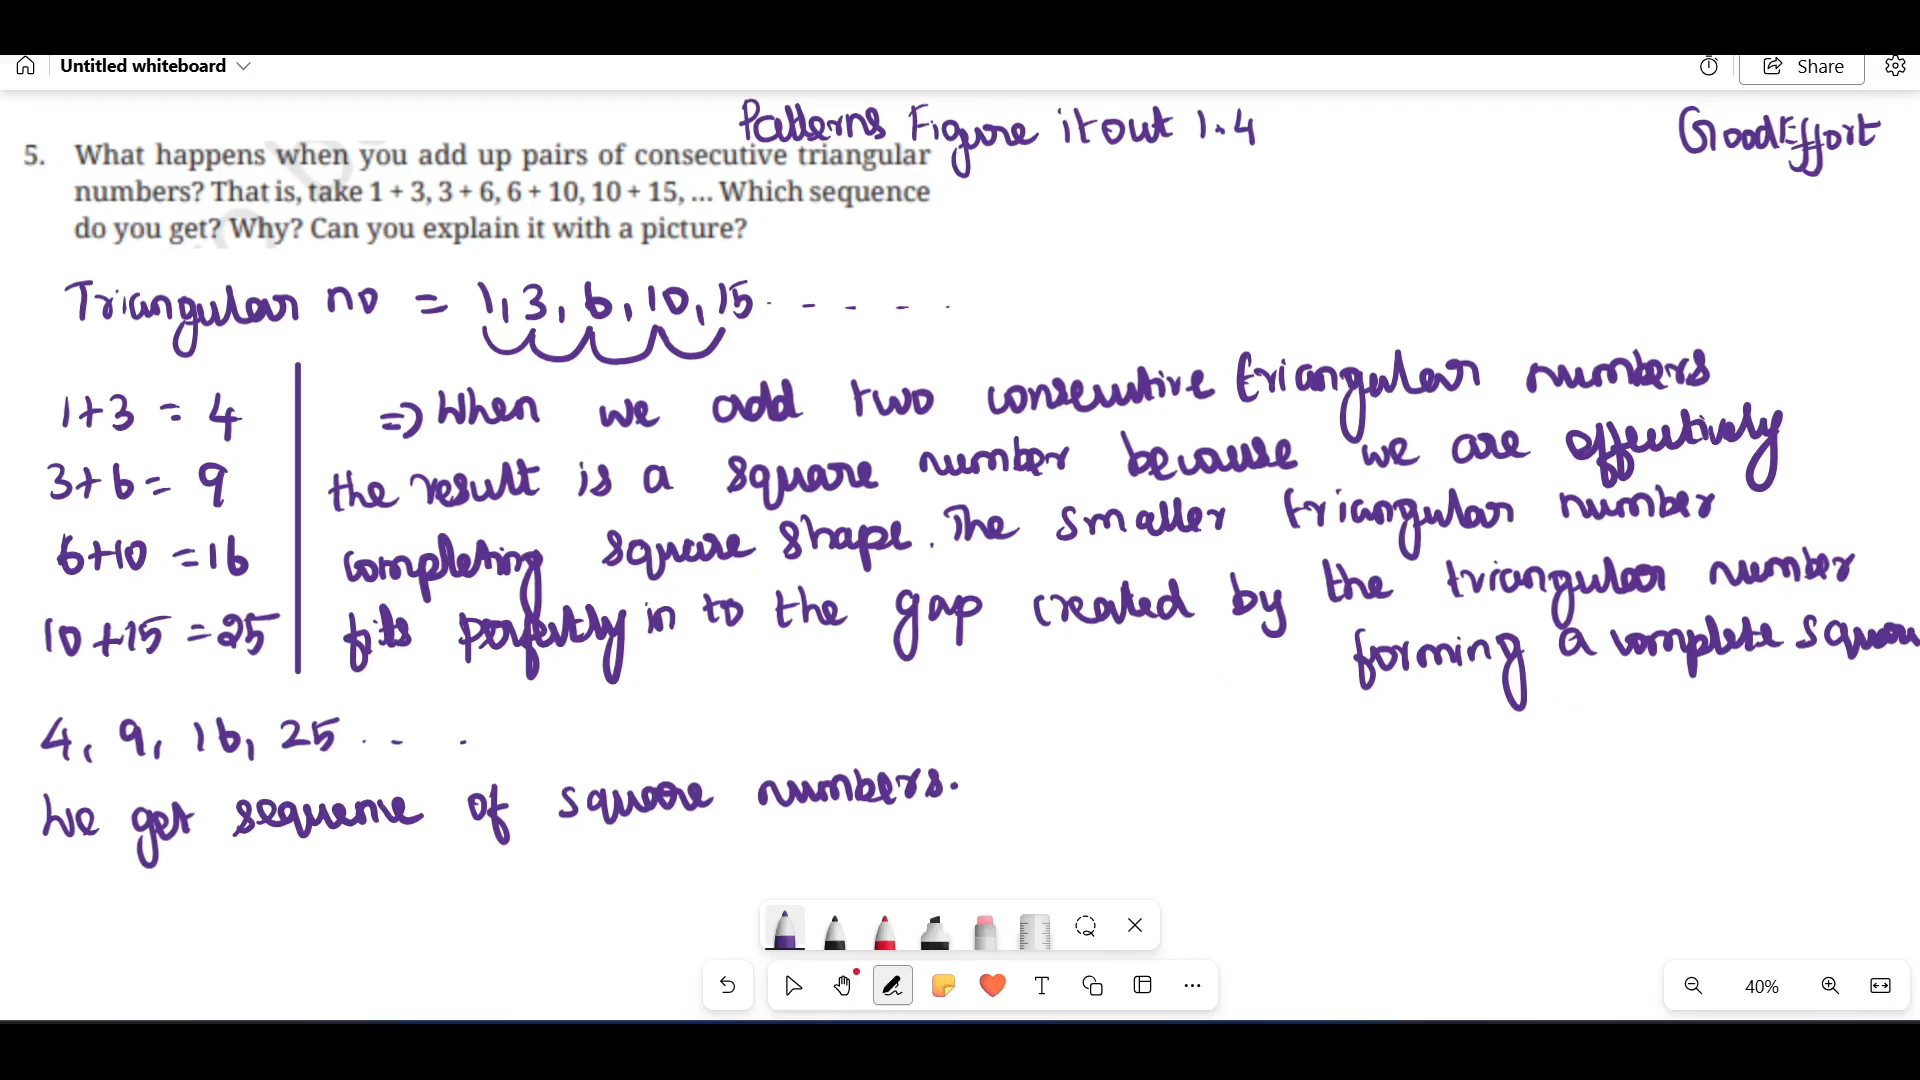 Untitled whiteboard
Share
Patterns Figure it out 1.4
GoodEffort
5. What happens when you add up pairs of consecutive triangular
numbers? That is, take 1 + 3, 3 + 6, 6 + 10, 10 + 15, ... Which sequence
do you get? Why? Can you explain it with a picture?
Triangular no = 1, 3, 6, 10, 15 - - - - -
1+3 = 4
3+6 = 9
6+10 = 16
10+15 = 25
=> When we add two consecutive triangular numbers
the result is a square number because we are effectively
completing square shape. The smaller triangular number
fits perfectly in to the gap created by the triangular number
forming a complete squar
4, 9, 16, 25 - - -
We get sequence of square numbers.
40%